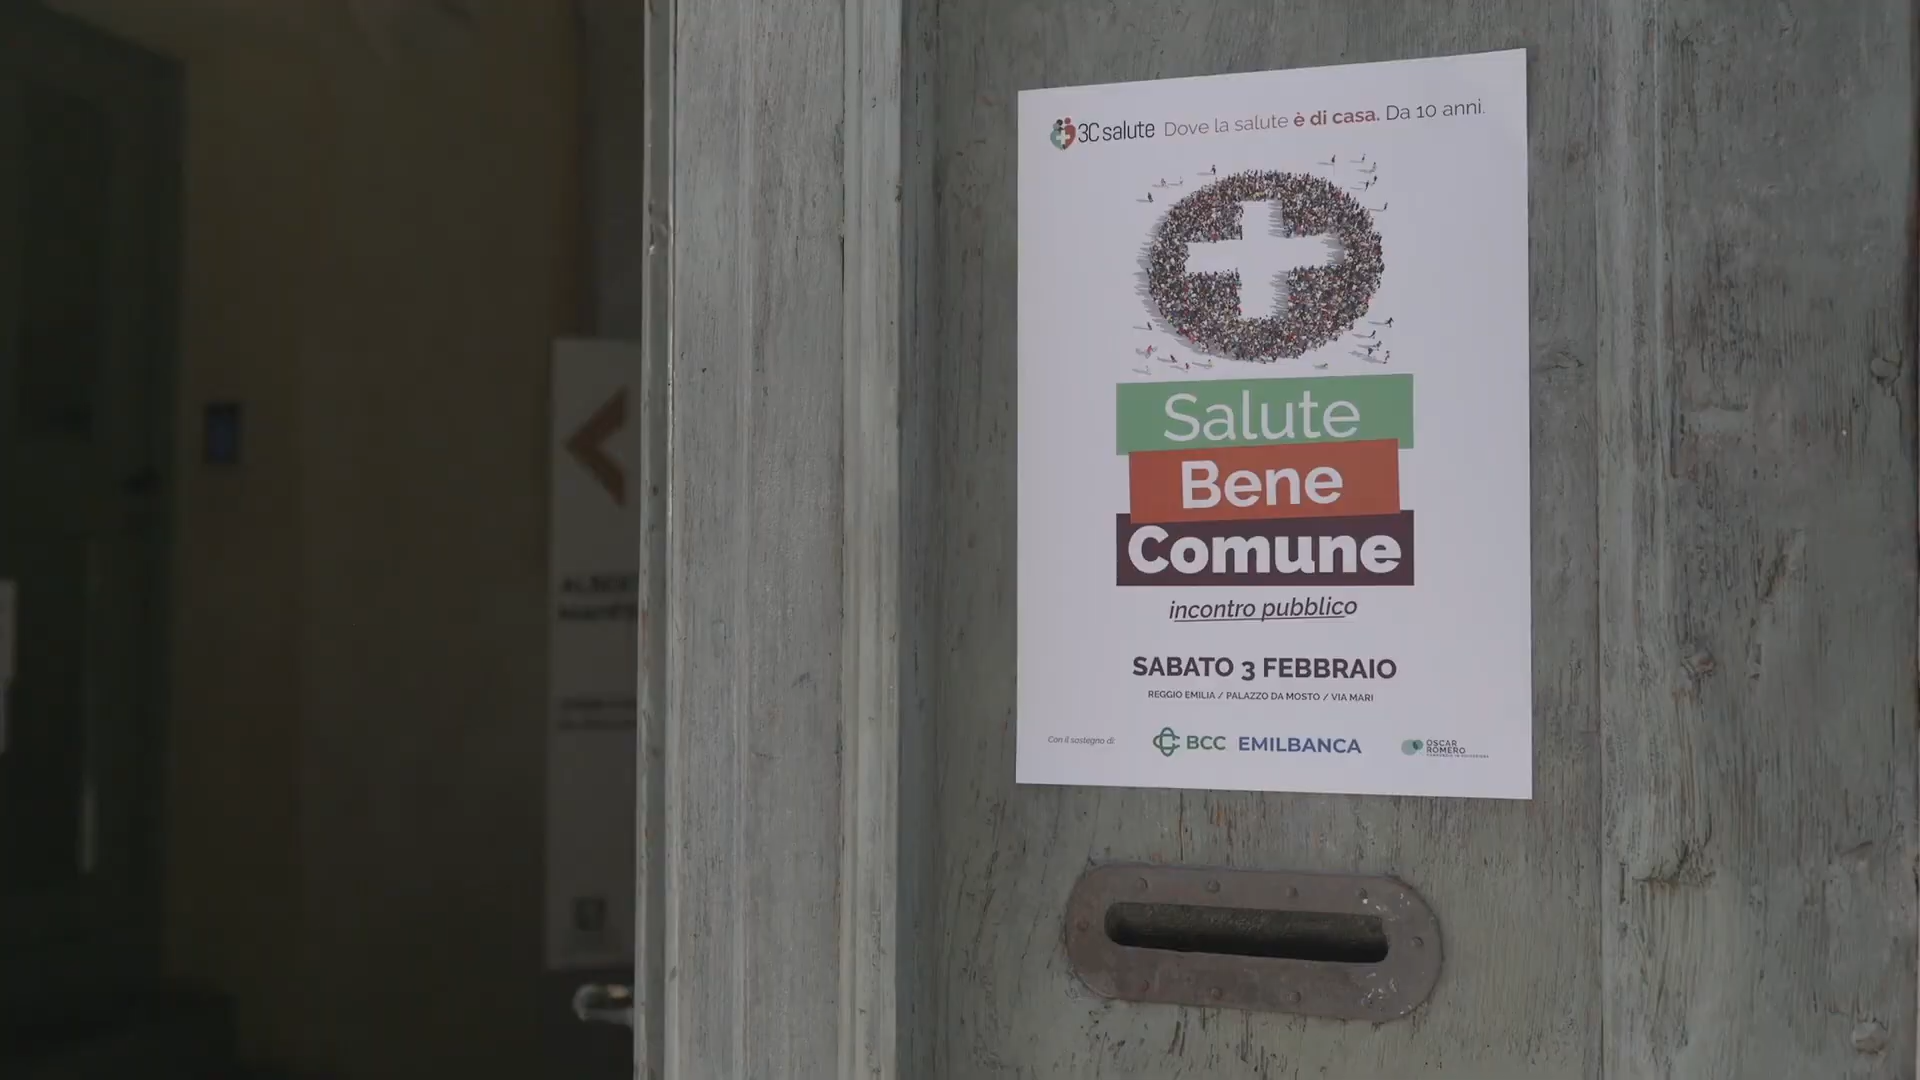 3C salute Dove la salute è di casa. Da 10 anni.
Salute
Bene
Comune
incontro pubblico
SABATO 3 FEBBRAIO
REGGIO EMILIA / PALAZZO DA MOSTO / VIA MARI
Con il sostegno di:
BCC EMILBANCA
OSCAR
ROMERO